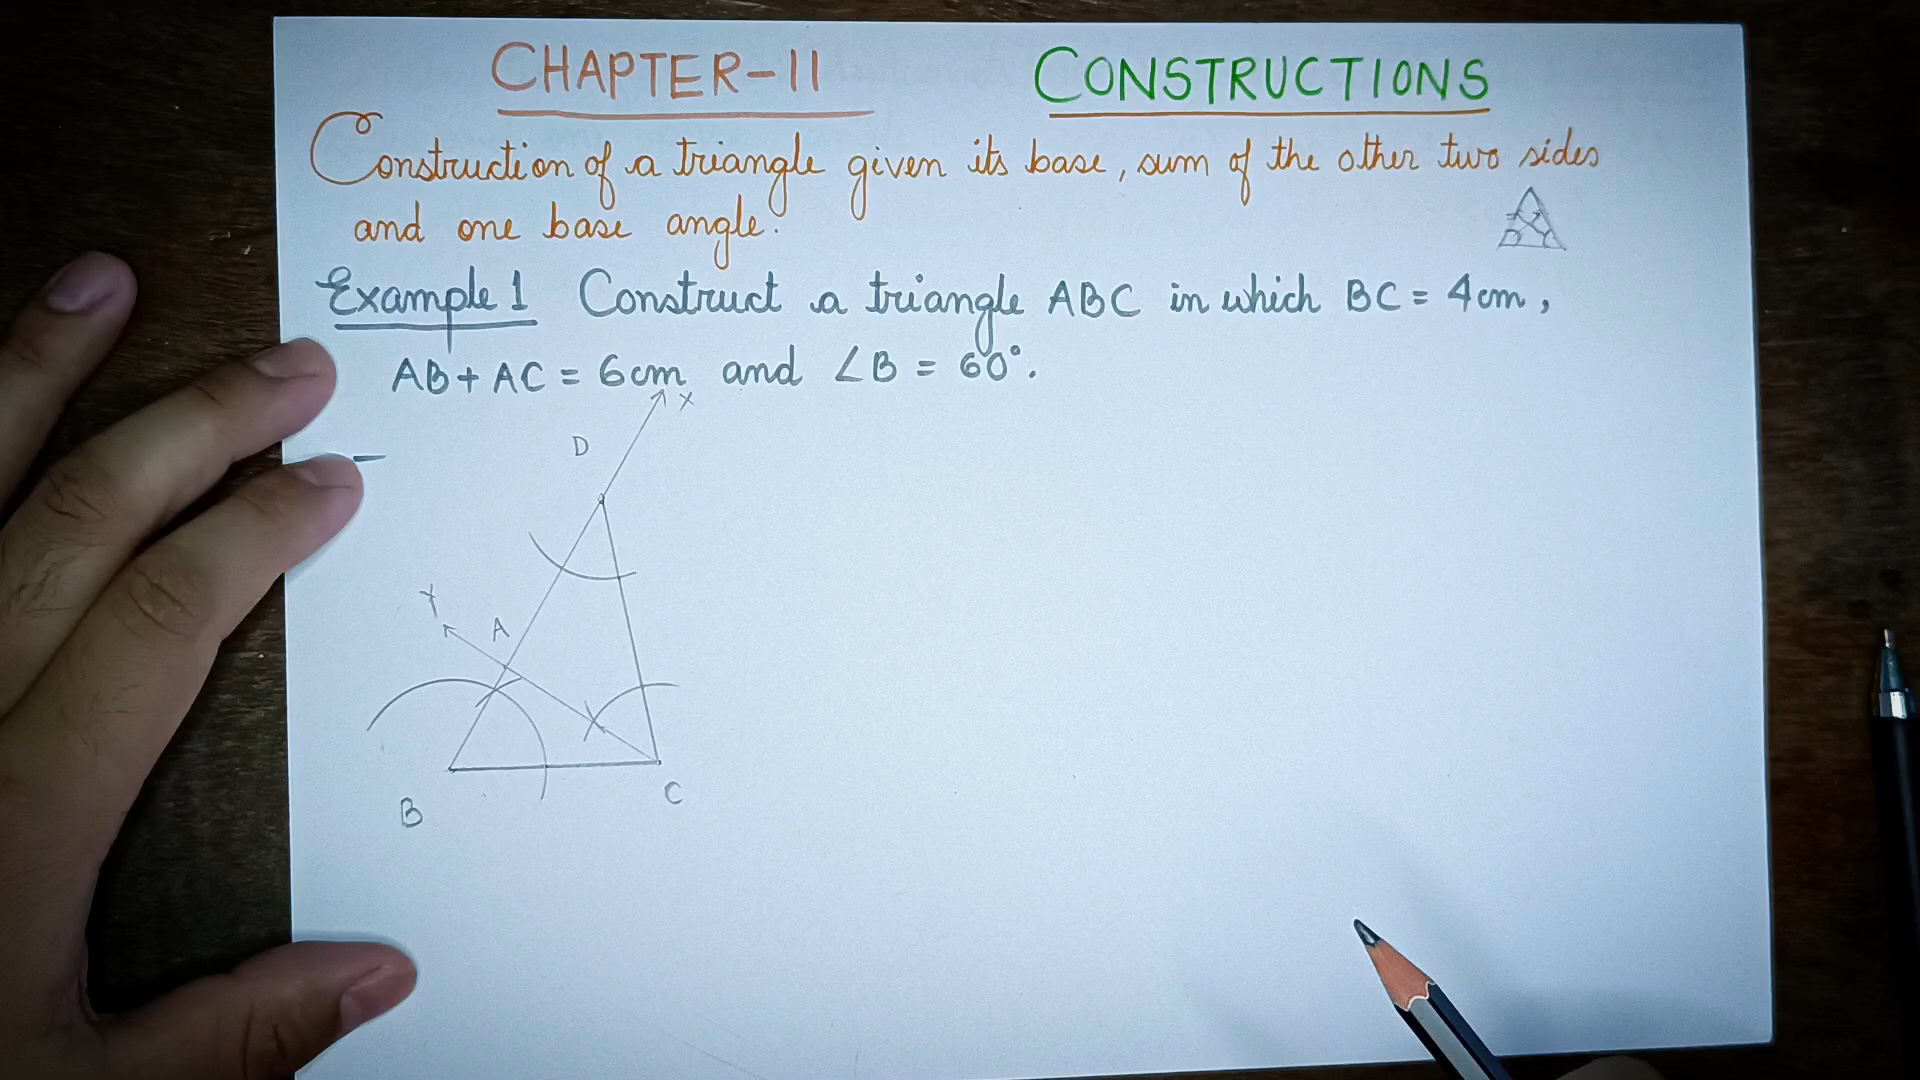 CHAPTER-11 CONSTRUCTIONS
Construction of a triangle given its base, sum of the other two sides
and one base angle.
Example 1 Construct a triangle ABC in which BC = 4cm,
AB + AC = 6cm and ∠B = 60°.
X
D
Y
A
B
C